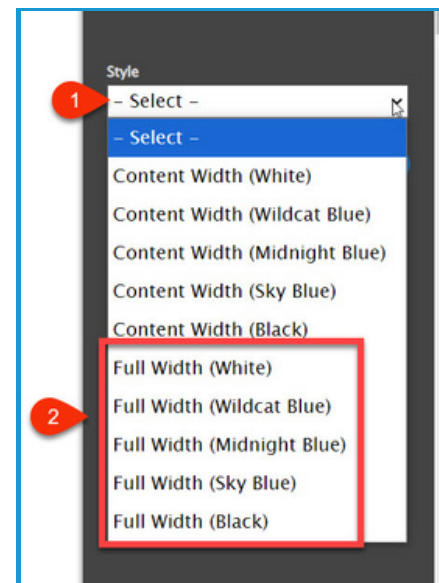 Style
1
– Select –
– Select –
Content Width (White)
Content Width (Wildcat Blue)
Content Width (Midnight Blue)
Content Width (Sky Blue)
Content Width (Black)
Full Width (White)
2
Full Width (Wildcat Blue)
Full Width (Midnight Blue)
Full Width (Sky Blue)
Full Width (Black)